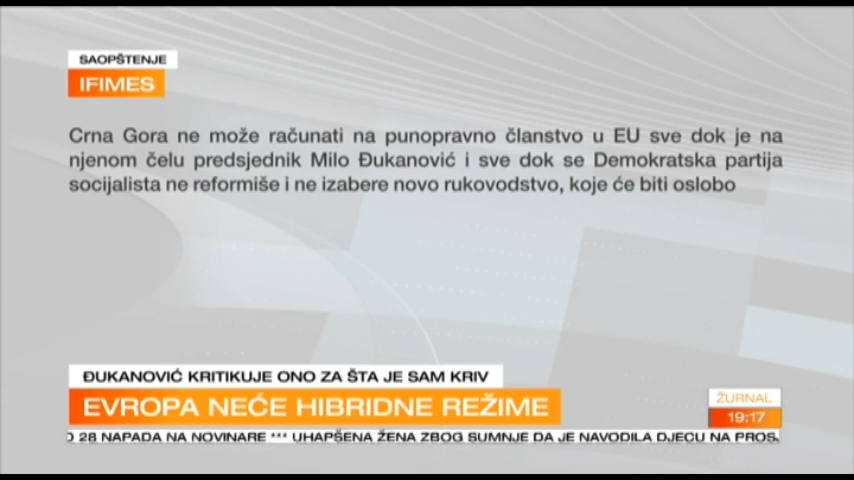 SAOPŠTENJE
IFIMES
Crna Gora ne može računati na punopravno članstvo u EU sve dok je na
njenom čelu predsjednik Milo Đukanović i sve dok se Demokratska partija
socijalista ne reformiše i ne izabere novo rukovodstvo, koje će biti oslobo
ĐUKANOVIĆ KRITIKUJE ONO ZA ŠTA JE SAM KRIV
EVROPA NEĆE HIBRIDNE REŽIME
ŽURNAL
19:17
28 NAPADA NA NOVINARE *** UHAPŠENA ŽENA ZBOG SUMNJE DA JE NAVODILA DJECU NA PROS